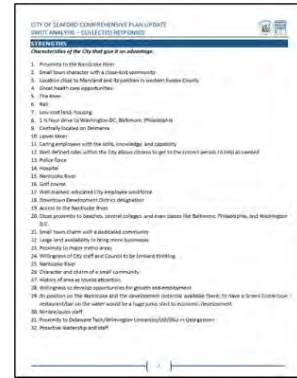 CITY OF SEAFORD COMPREHENSIVE PLAN UPDATE
SWOT ANALYSIS - COLLECTED RESPONSES
STRENGTHS
Characteristics of the City that give it an advantage.
1. Proximity to the Nanticoke River
2. Small town character with a close-knit community
3. Location close to Maryland and its position in western Sussex County
4. Great health care opportunities
5. The River
6. Rail
7. Low cost land, housing
8. 1 ½ hour drive to Washington DC, Baltimore, Philadelphia
9. Centrally located on Delmarva
10. Lower taxes
11. Caring employees with the skills, knowledge, and capability
12. Well defined roles within the City allows citizens to get to the correct person to help as needed
13. Police force
14. Hospital
15. Nanticoke River
16. Golf course
17. Well-trained, educated City employee workforce
18. Downtown Development District designation
19. Access to the Nanticoke River
20. Close proximity to beaches, several colleges, and even places like Baltimore, Philadelphia, and Washington
D.C.
21. Small town charm with a dedicated community
22. Large land availability to bring more businesses
23. Proximity to major metro areas
24. Willingness of City staff and Council to be forward thinking
25. Nanticoke River
26. Character and charm of a small community
27. History of area as tourist attraction
28. Willingness to develop opportunities for growth and employment
29. Its position on the Nanticoke and the development potential available there; to have a
restaurant/bar on the water would be a huge jump start to economic development
30. staff
31. Proximity to Delaware Tech/Wilmington University/ in Georgetown
32. Proactive leadership and staff